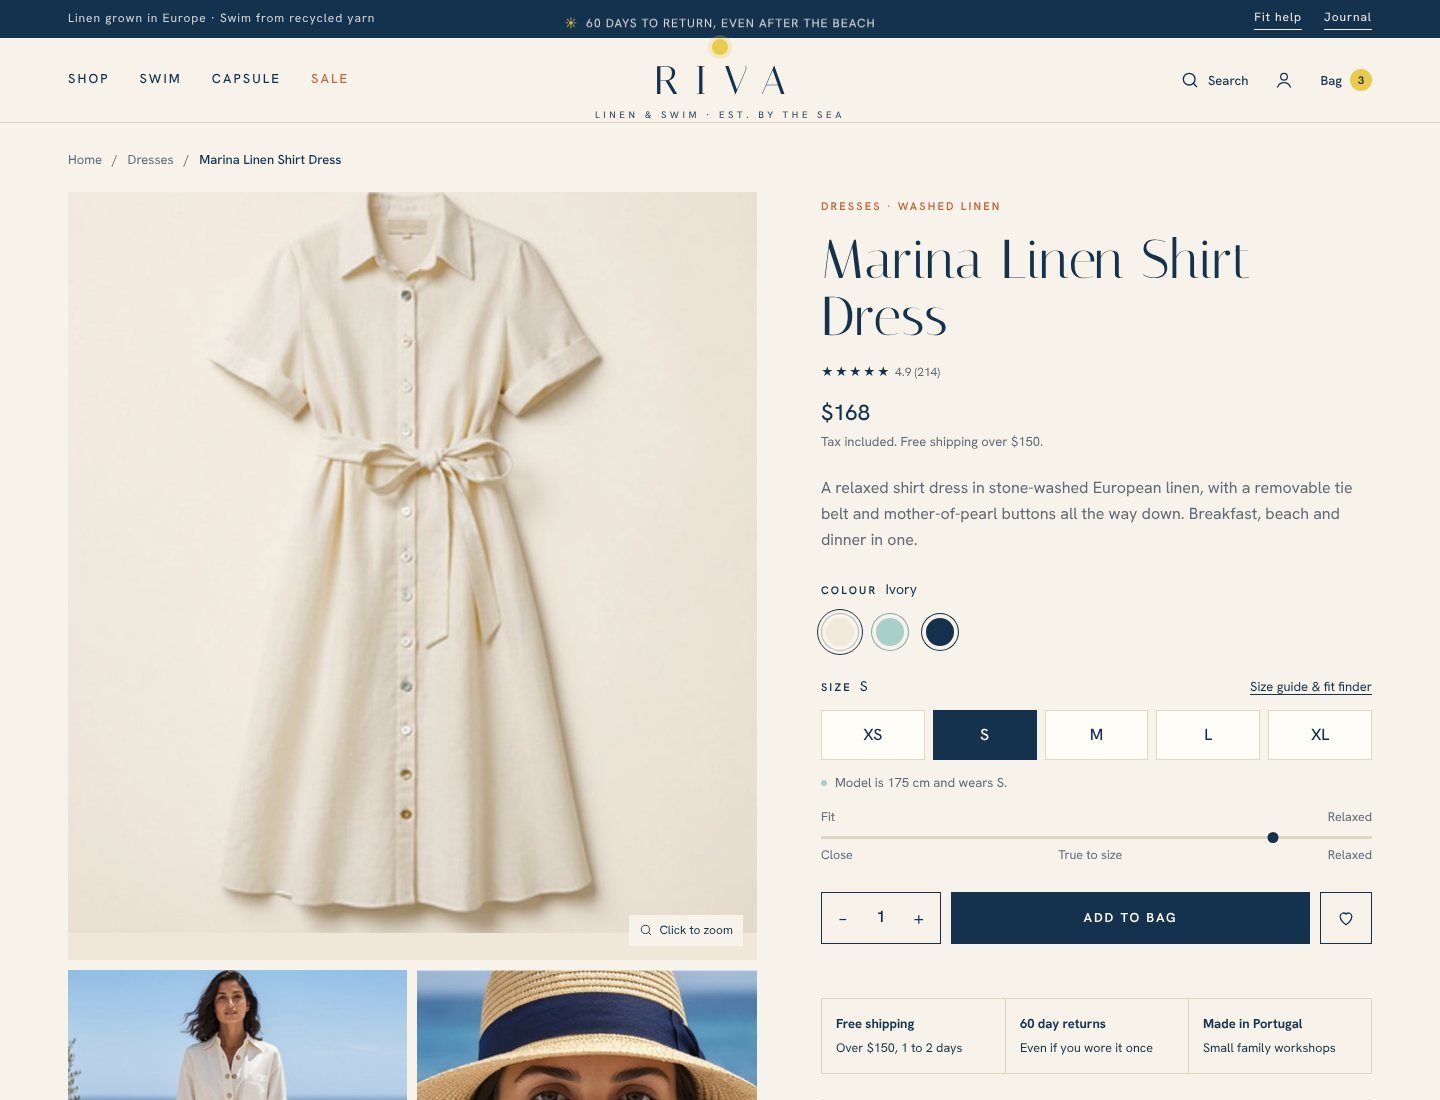 Linen grown in Europe · Swim from recycled yarn
60 DAYS TO RETURN, EVEN AFTER THE BEACH
Fit help
Journal
SHOP
SWIM
CAPSULE
SALE
RIVA
LINEN & SWIM · EST. BY THE SEA
Search
Bag 3
Home / Dresses / Marina Linen Shirt Dress
DRESSES · WASHED LINEN
Marina Linen Shirt
Dress
★★★★★ 4.9 (214)
$168
Tax included. Free shipping over $150.
A relaxed shirt dress in stone-washed European linen, with a removable tie
belt and mother-of-pearl buttons all the way down. Breakfast, beach and
dinner in one.
COLOUR Ivory
SIZE S
Size guide & fit finder
XS
S
M
L
XL
Model is 175 cm and wears S.
Fit
Relaxed
Close
True to size
Relaxed
− 1 +
ADD TO BAG
Click to zoom
Free shipping
Over $150, 1 to 2 days
60 day returns
Even if you wore it once
Made in Portugal
Small family workshops